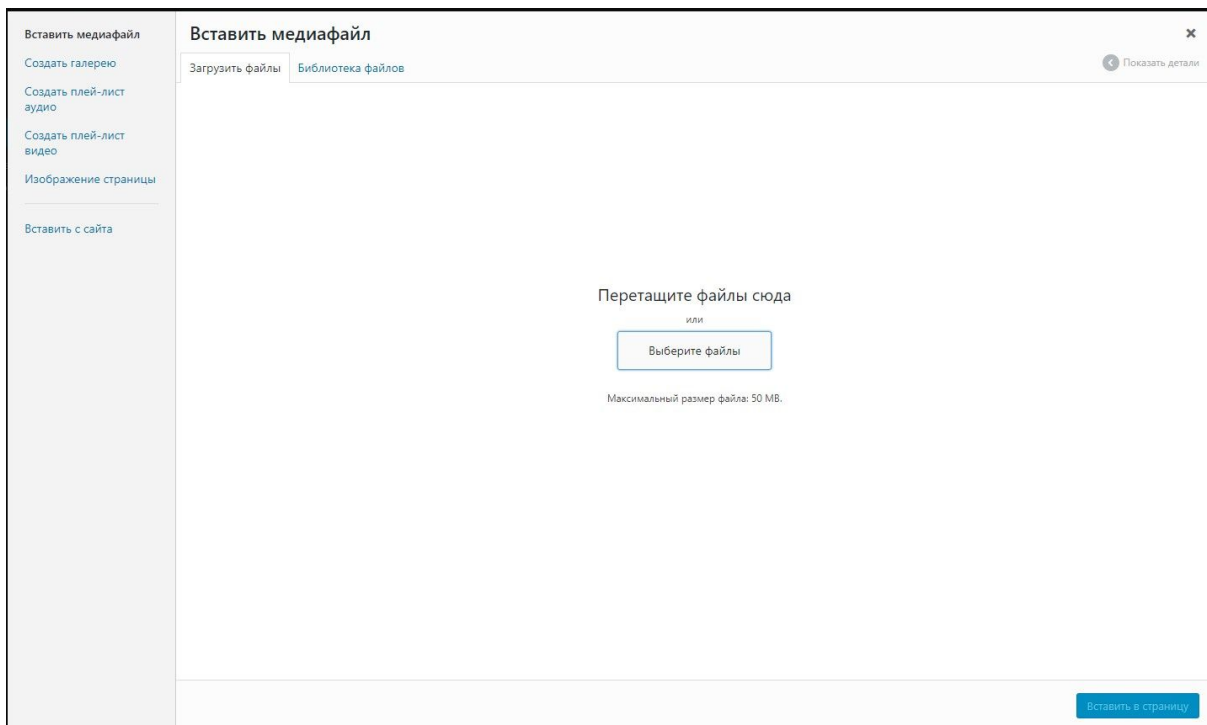 Вставить медиафайл
Создать галерею
Создать плей-лист
аудио
Создать плей-лист
видео
Изображение страницы
Вставить с сайта
Вставить медиафайл
Загрузить файлы
Библиотека файлов
Показать детали
Перетащите файлы сюда
или
Выберите файлы
Максимальный размер файла: 50 MB.
Вставить в страницу